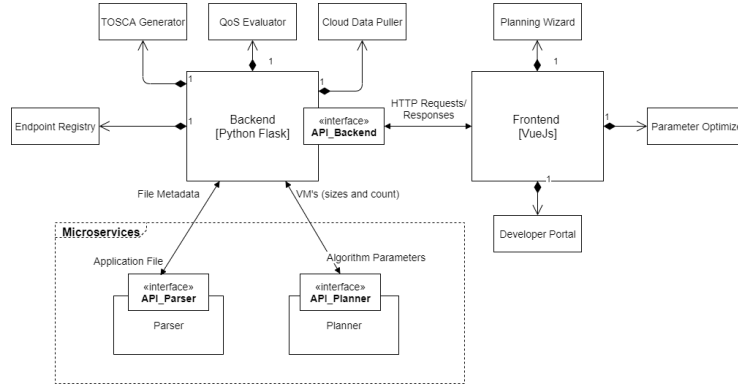 TOSCA Generator
QoS Evaluator
Cloud Data Puller
Planning Wizard
1
1
1
1
1
Endpoint Registry
Backend
[Python Flask]
«interface»
API_Backend
HTTP Requests/
Responses
Frontend
[VueJs]
1
Parameter Optimize
1
Developer Portal
File Metadata
VM's (sizes and count)
Microservices
Application File
Algorithm Parameters
«interface»
API_Parser
Parser
«interface»
API_Planner
Planner